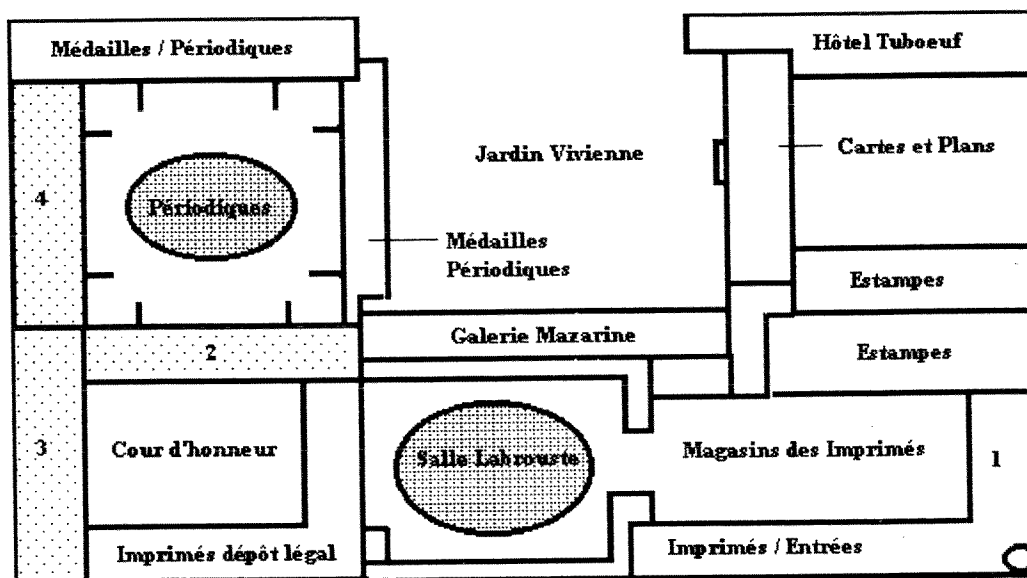 Médailles / Périodiques
Hôtel Tuboeuf
Jardin Vivienne
Cartes et Plans
4
Périodiques
Médailles
Périodiques
Estampes
Galerie Mazarine
2
Estampes
3
Cour d'honneur
Salle Labrouste
Magasins des Imprimés
1
Imprimés dépôt légal
Imprimés / Entrées